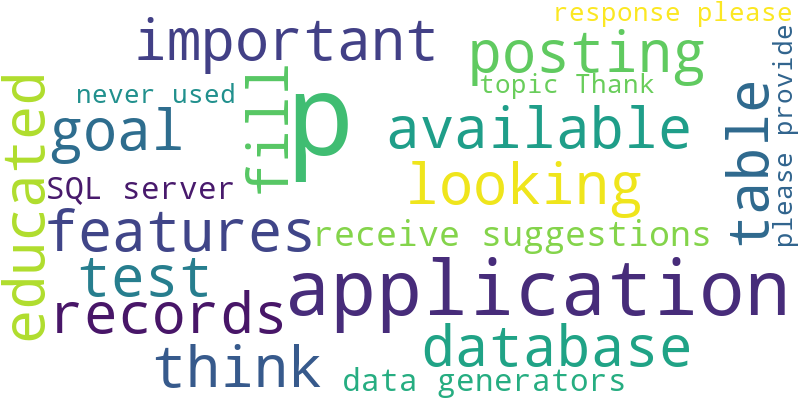 response please
important
posting
topic Thank
never used
fill
p
educated
goal
available
table
please provide
SQL server
looking
features
receive suggestions
test
application
records
database
think
data generators